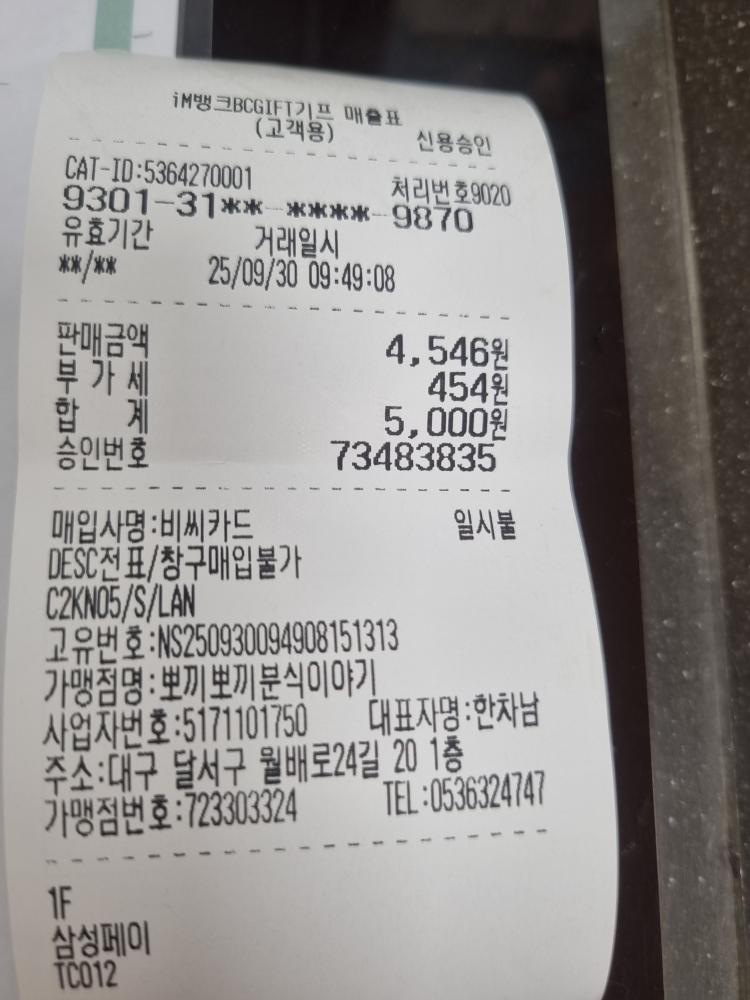 iM뱅크BCGIFT기프 매출표
(고객용) 신용승인
CAT-ID:5364270001 처리번호9020
9301-31**-****-9870
유효기간 거래일시
**/** 25/09/30 09:49:08
판매금액 4,546원
부 가 세 454원
합 계 5,000원
승인번호 73483835
매입사명:비씨카드 일시불
DESC전표/창구매입불가
C2KN05/S/LAN
고유번호:NS250930094908151313
가맹점명:뽀끼뽀끼분식이야기
사업자번호:5171101750 대표자명:한차남
주소:대구 달서구 월배로24길 20 1층
가맹점번호:723303324 TEL:0536324747
1F
삼성페이
TC012